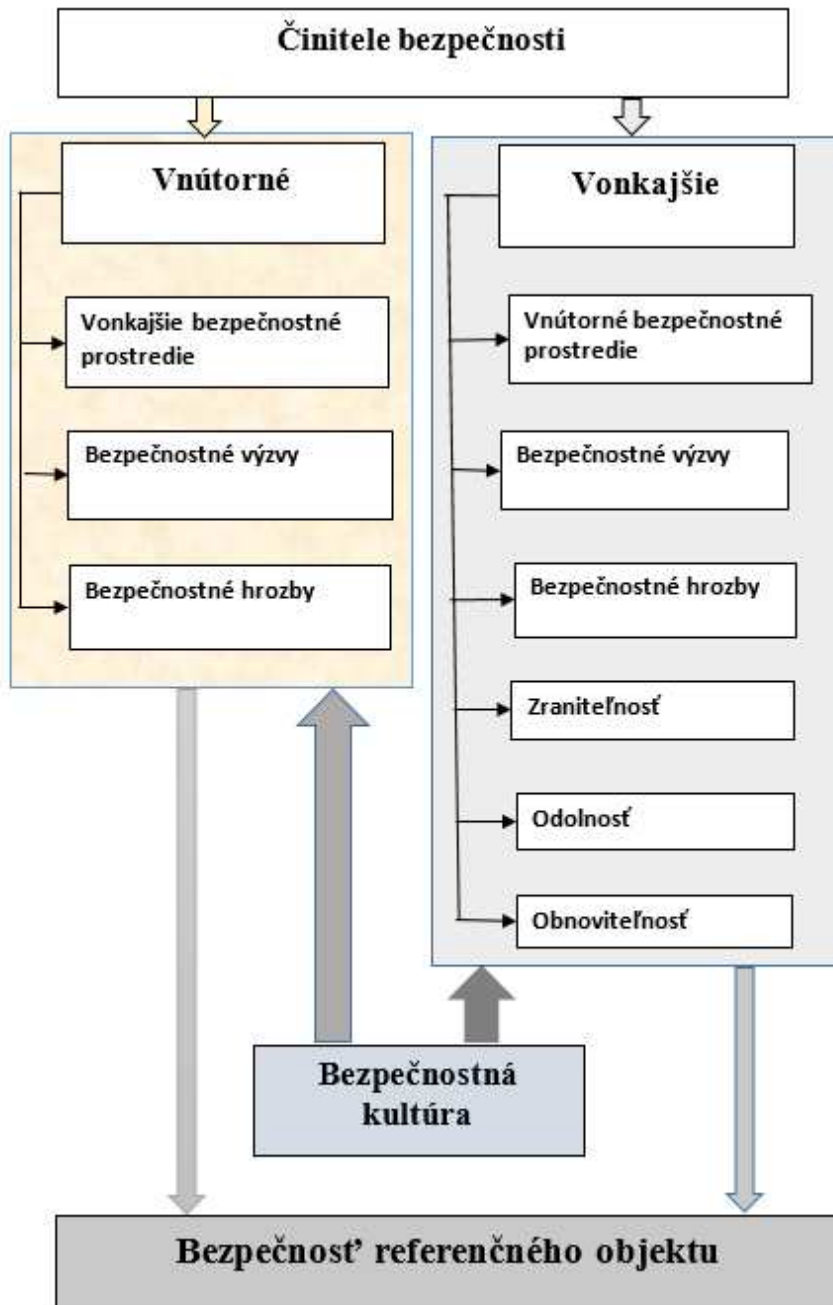 Činitele bezpečnosti
Vnútorné
Vonkajšie bezpečnostné
prostredie
Bezpečnostné výzvy
Bezpečnostné hrozby
Vonkajšie
Vnútorné bezpečnostné
prostredie
Bezpečnostné výzvy
Bezpečnostné hrozby
Zraniteľnosť
Odolnosť
Obnoviteľnosť
Bezpečnostná
kultúra
Bezpečnosť referenčného objektu